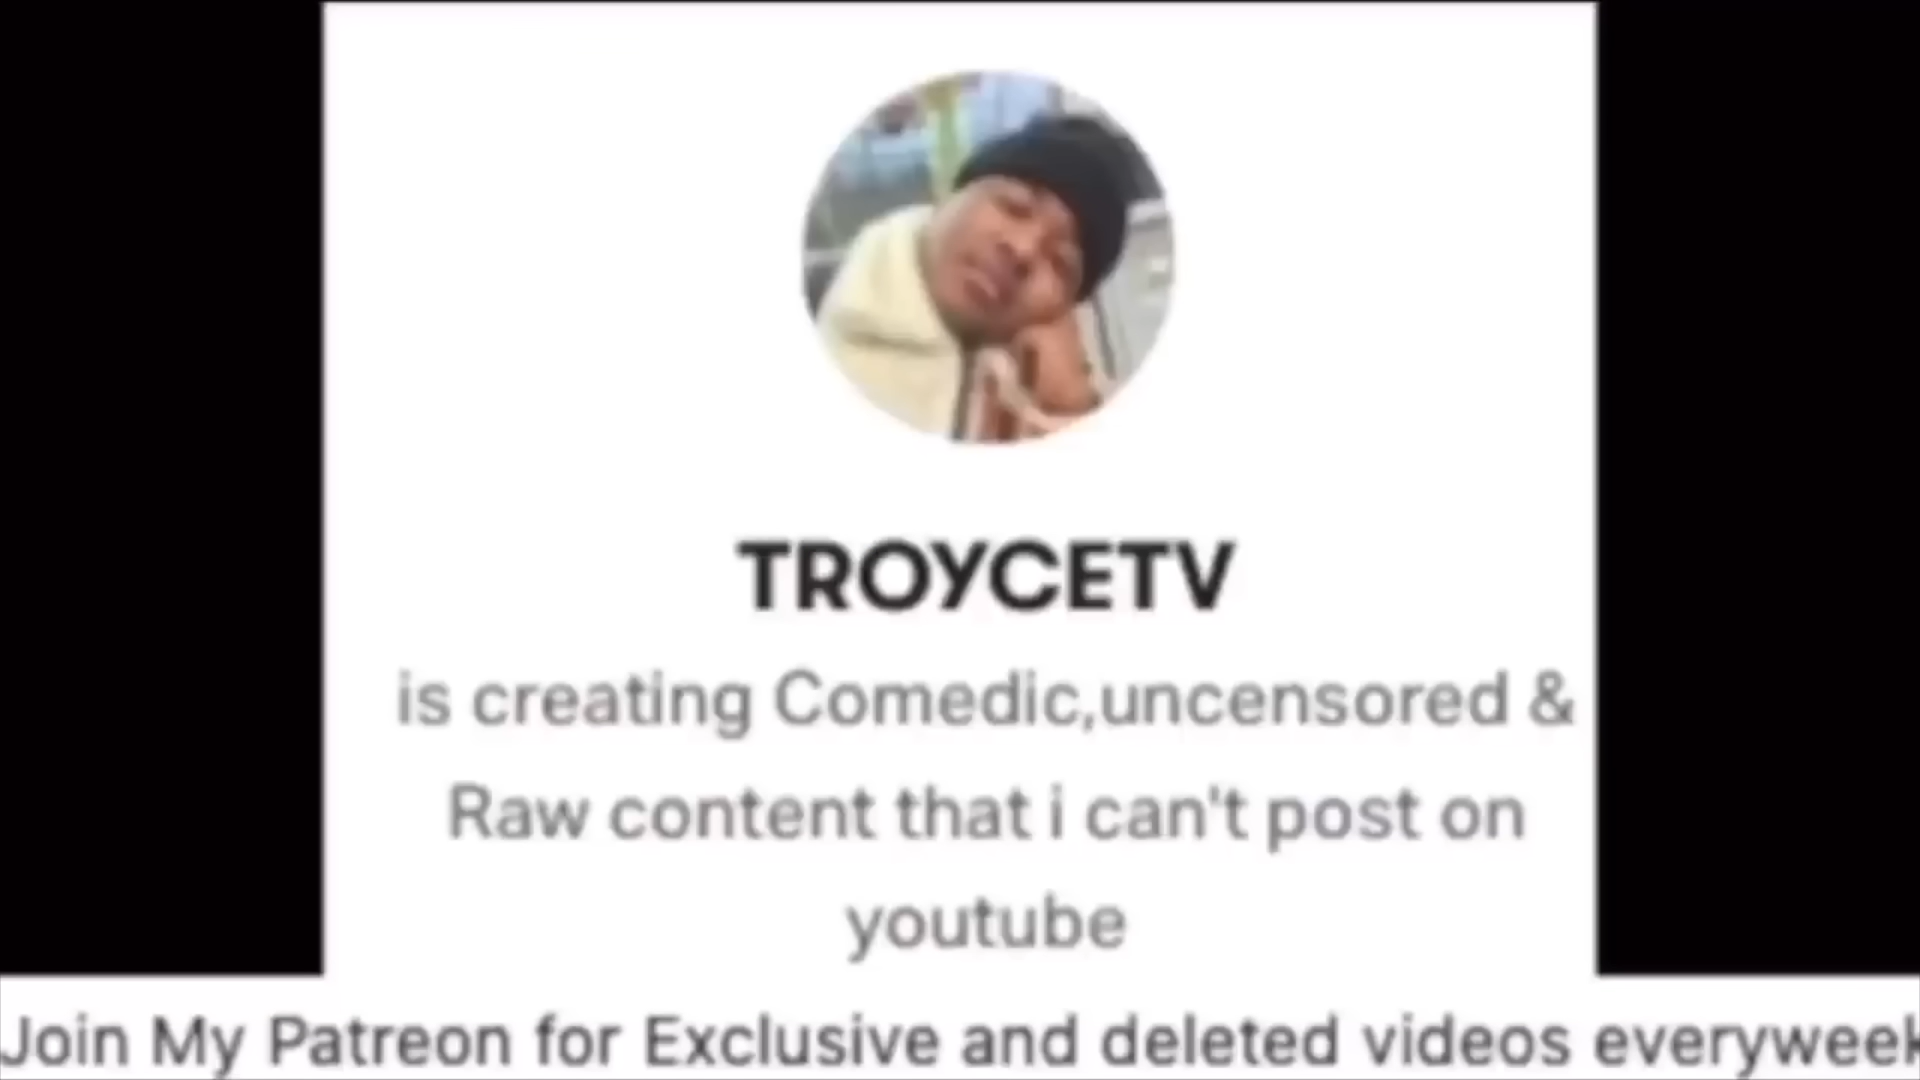 TROYCETV
is creating Comedic,uncensored &
Raw content that i can't post on
youtube
Join My Patreon for Exclusive and deleted videos everyweek